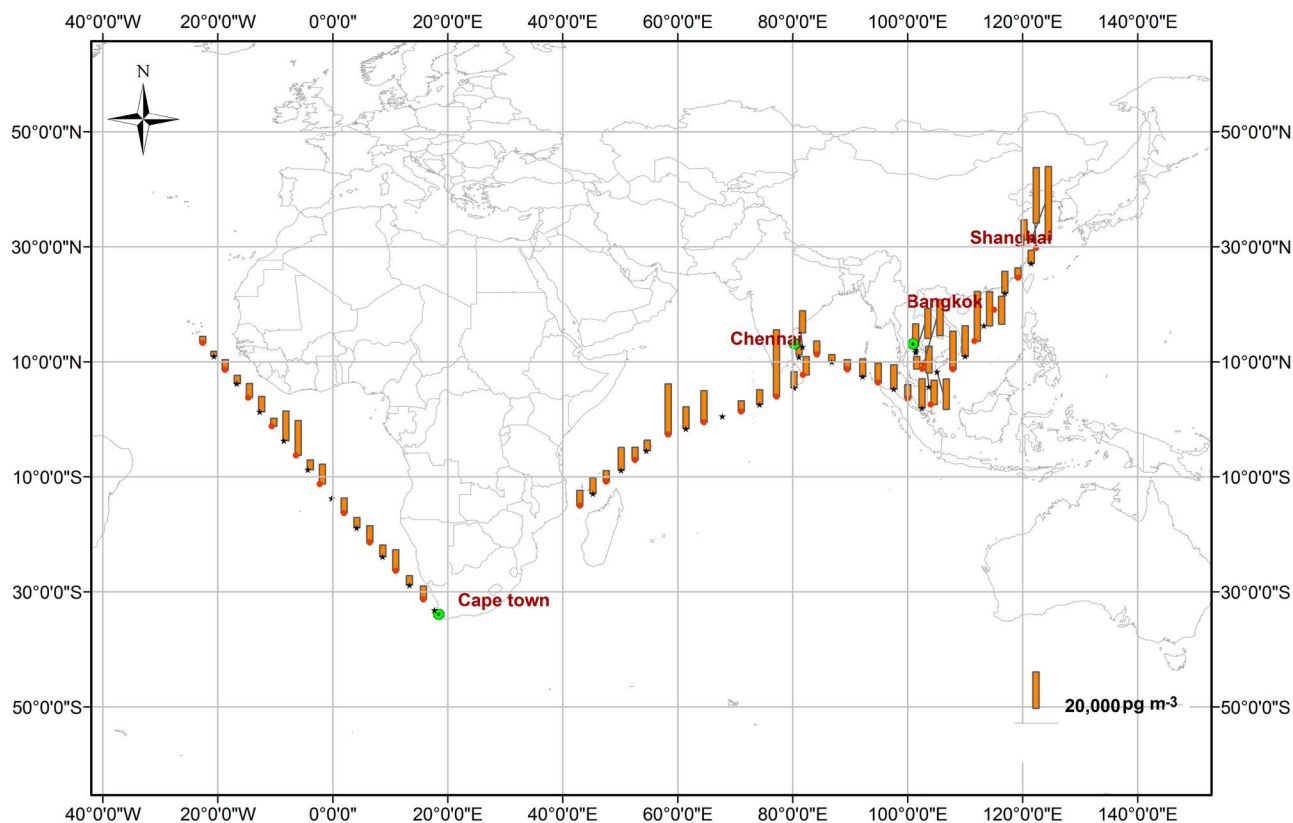 40°0'0"W 20°0'0"W 0°0'0" 20°0'0"E 40°0'0"E 60°0'0"E 80°0'0"E 100°0'0"E 120°0'0"E 140°0'0"E
N
50°0'0"N 50°0'0"N
30°0'0"N Shanghai 30°0'0"N
Bangkok
Chennai
10°0'0"N 10°0'0"N
10°0'0"S 10°0'0"S
30°0'0"S 30°0'0"S
Cape town
50°0'0"S 20,000 pg m-3 50°0'0"S
40°0'0"W 20°0'0"W 0°0'0" 20°0'0"E 40°0'0"E 60°0'0"E 80°0'0"E 100°0'0"E 120°0'0"E 140°0'0"E